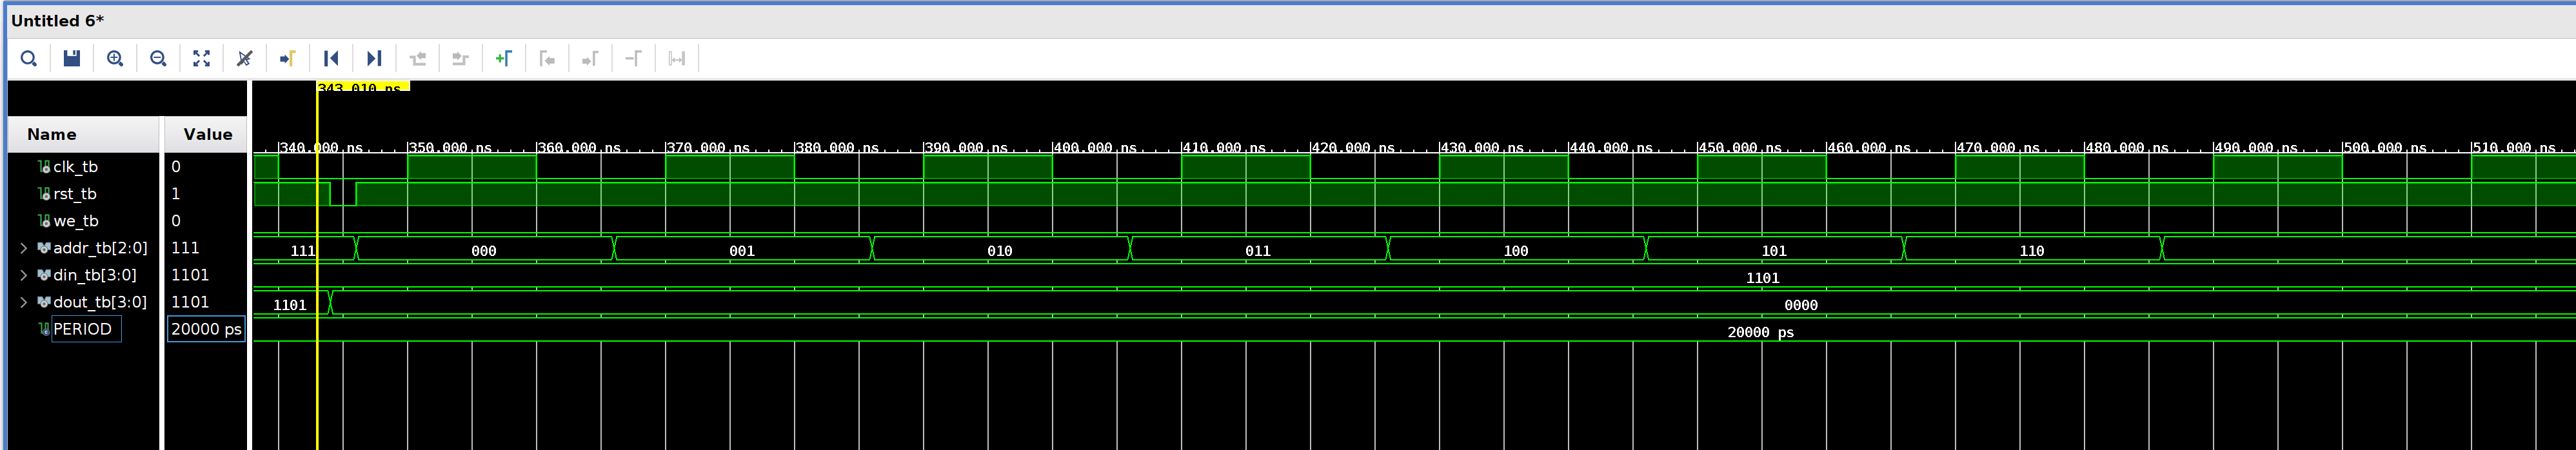 Untitled 6*
343.010 ps
Name Value
340.000 ns 350.000 ns 360.000 ns 370.000 ns 380.000 ns 390.000 ns 400.000 ns 410.000 ns 420.000 ns 430.000 ns 440.000 ns 450.000 ns 460.000 ns 470.000 ns 480.000 ns 490.000 ns 500.000 ns 510.000 ns
clk_tb 0
rst_tb 1
we_tb 0
addr_tb[2:0] 111 111 000 001 010 011 100 101 110
din_tb[3:0] 1101 1101
dout_tb[3:0] 1101 1101 0000
PERIOD 20000 ps 20000 ps